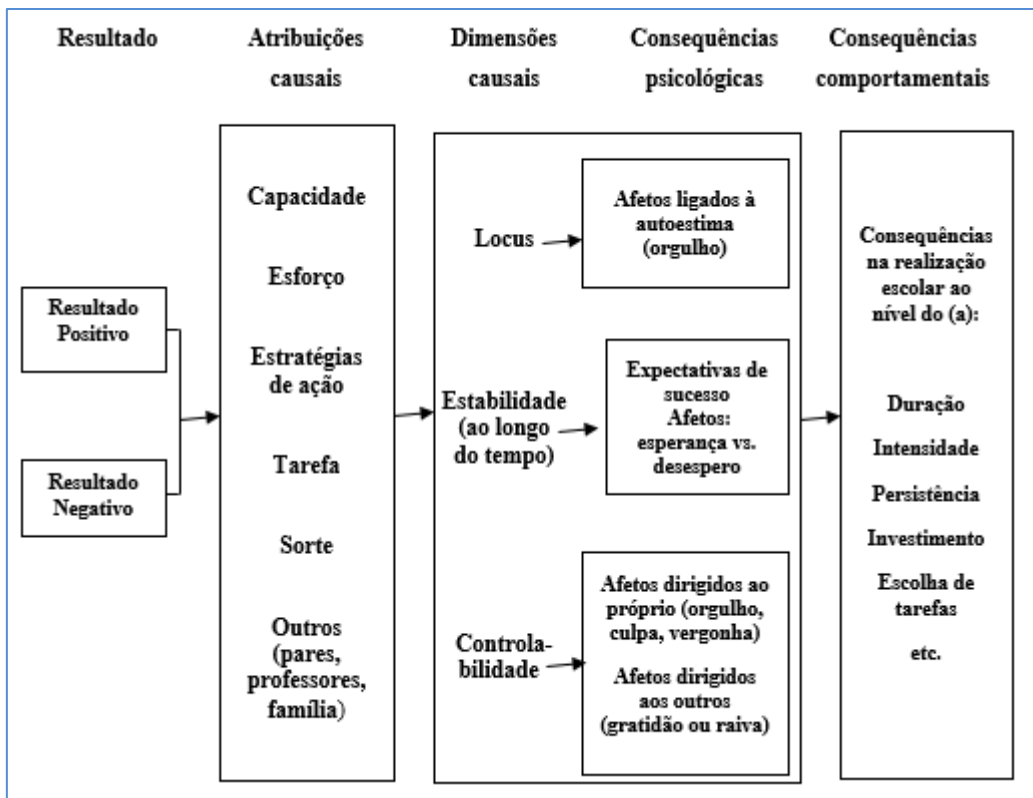 Resultado
Atribuições
causais
Dimensões
causais
Consequências
psicológicas
Consequências
comportamentais
Resultado
Positivo
Resultado
Negativo
Capacidade
Esforço
Estratégias
de ação
Tarefa
Sorte
Outros
(pares,
professores,
família)
Locus
Estabilidade
(ao longo
do tempo)
Controla-
bilidade
Afetos ligados à
autoestima
(orgulho)
Expectativas de
sucesso
Afetos:
esperança vs.
desespero
Afetos dirigidos ao
próprio (orgulho,
culpa, vergonha)
Afetos dirigidos
aos outros
(gratidão ou raiva)
Consequências
na realização
escolar ao
nível do (a):
Duração
Intensidade
Persistência
Investimento
Escolha de
tarefas
etc.